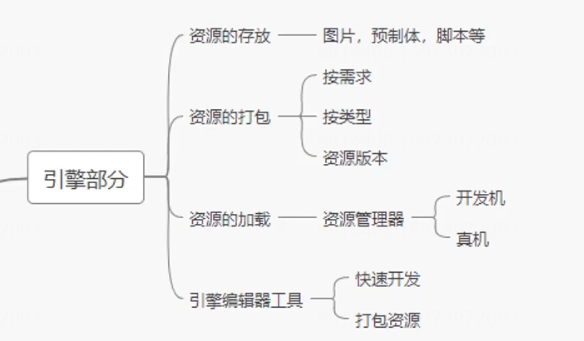 资源的存放
图片，预制体，脚本等
按需求
资源的打包
按类型
资源版本
引擎部分
资源的加载
资源管理器
开发机
真机
引擎编辑器工具
快速开发
打包资源